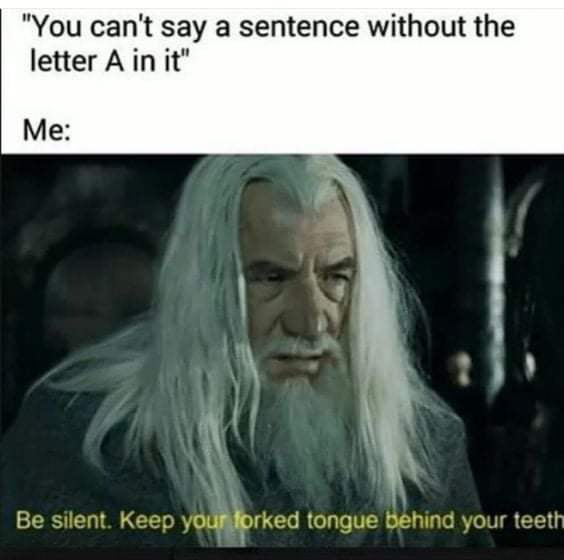 "You can't say a sentence without the
letter A in it"
Me:
Be silent. Keep your forked tongue behind your teeth